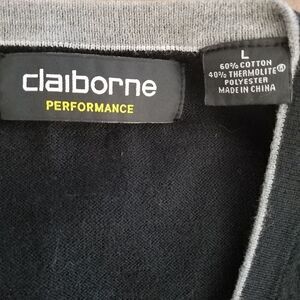 claiborne
PERFORMANCE
L
60% COTTON
40% THERMOLITE®
POLYESTER
MADE IN CHINA